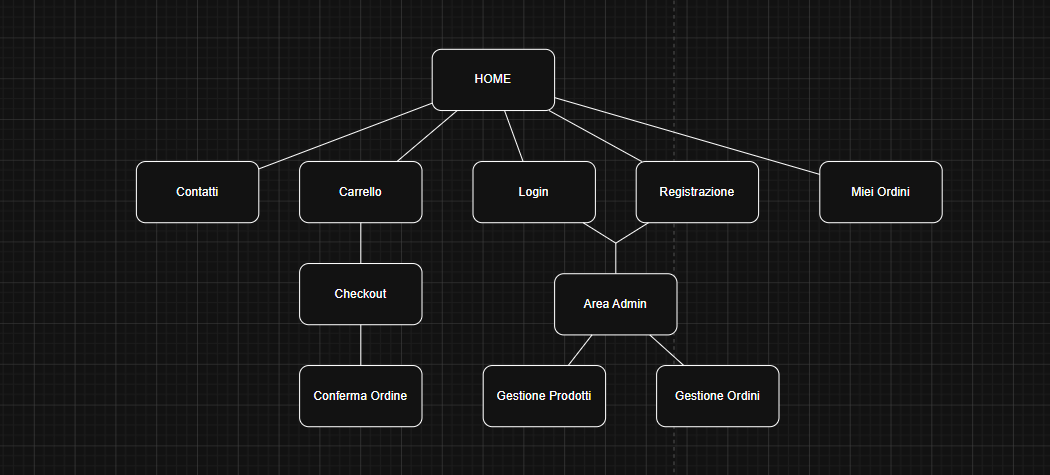 HOME
Contatti
Carrello
Login
Registrazione
Miei Ordini
Checkout
Area Admin
Conferma Ordine
Gestione Prodotti
Gestione Ordini